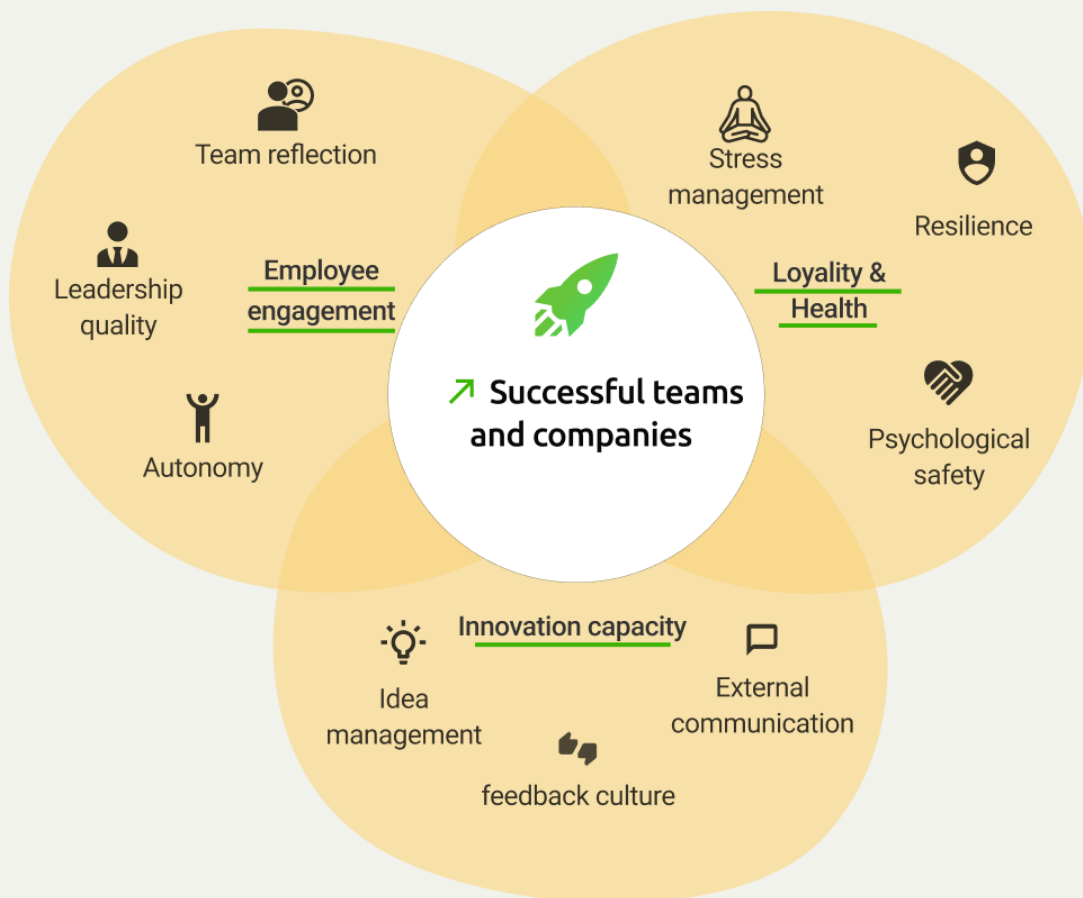 Team reflection
Leadership
quality
Autonomy
Employee
engagement
Stress
management
Resilience
Loyality &
Health
Psychological
safety
Successful teams
and companies
Innovation capacity
Idea
management
feedback culture
External
communication